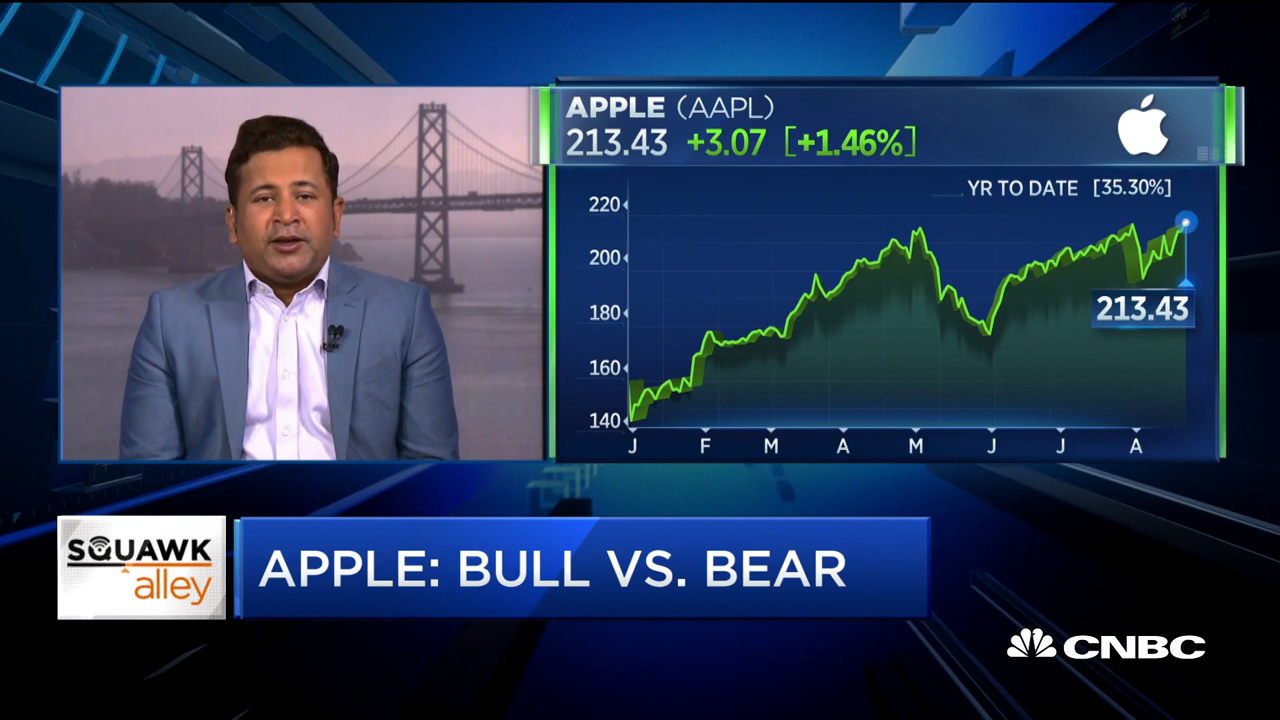 APPLE (AAPL)
213.43 +3.07 [+1.46%]
YR TO DATE [35.30%]
220
200
180
160
140
213.43
J F M A M J J A
SQUAWK
alley
APPLE: BULL VS. BEAR
CNBC